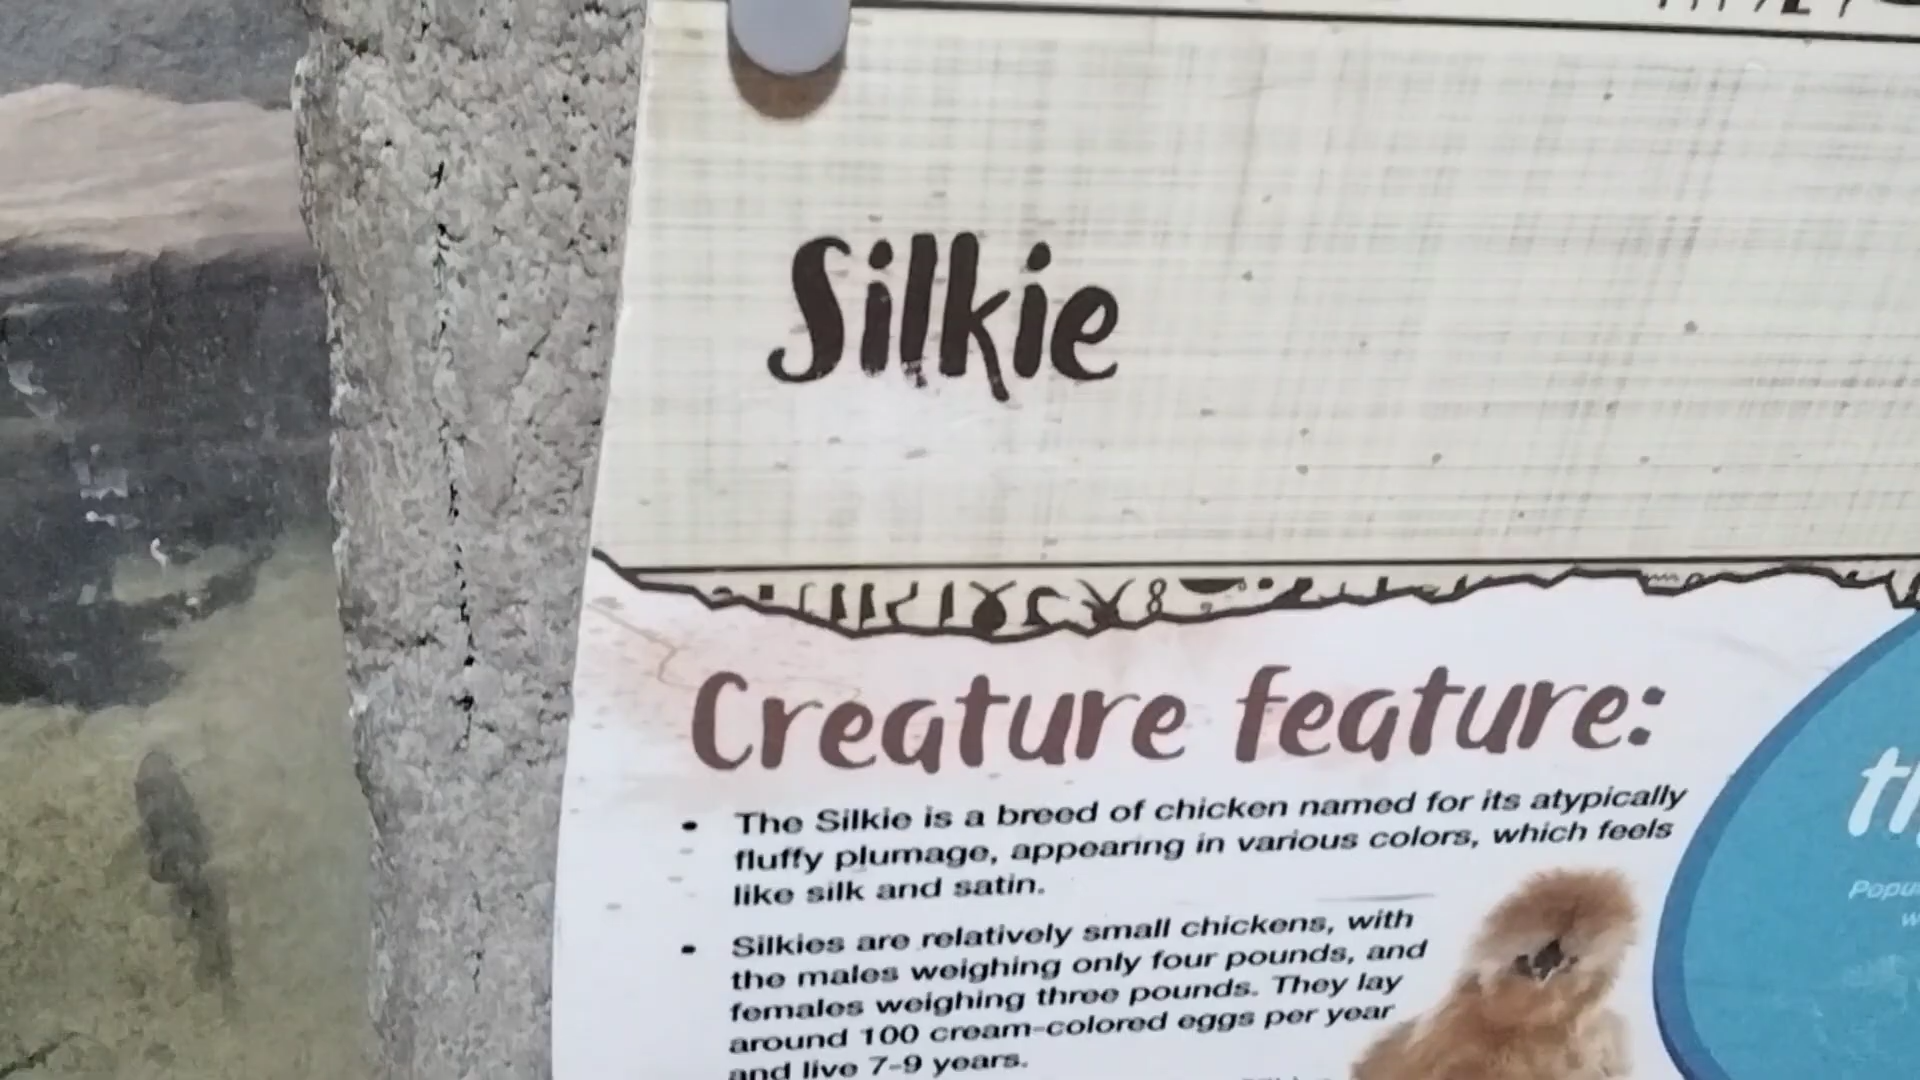 Silkie
Creature feature:
• The Silkie is a breed of chicken named for its atypically
fluffy plumage, appearing in various colors, which feels
like silk and satin.
• Silkies are relatively small chickens, with
the males weighing only four pounds, and
females weighing three pounds. They lay
around 100 cream-colored eggs per year
and live 7-9 years.